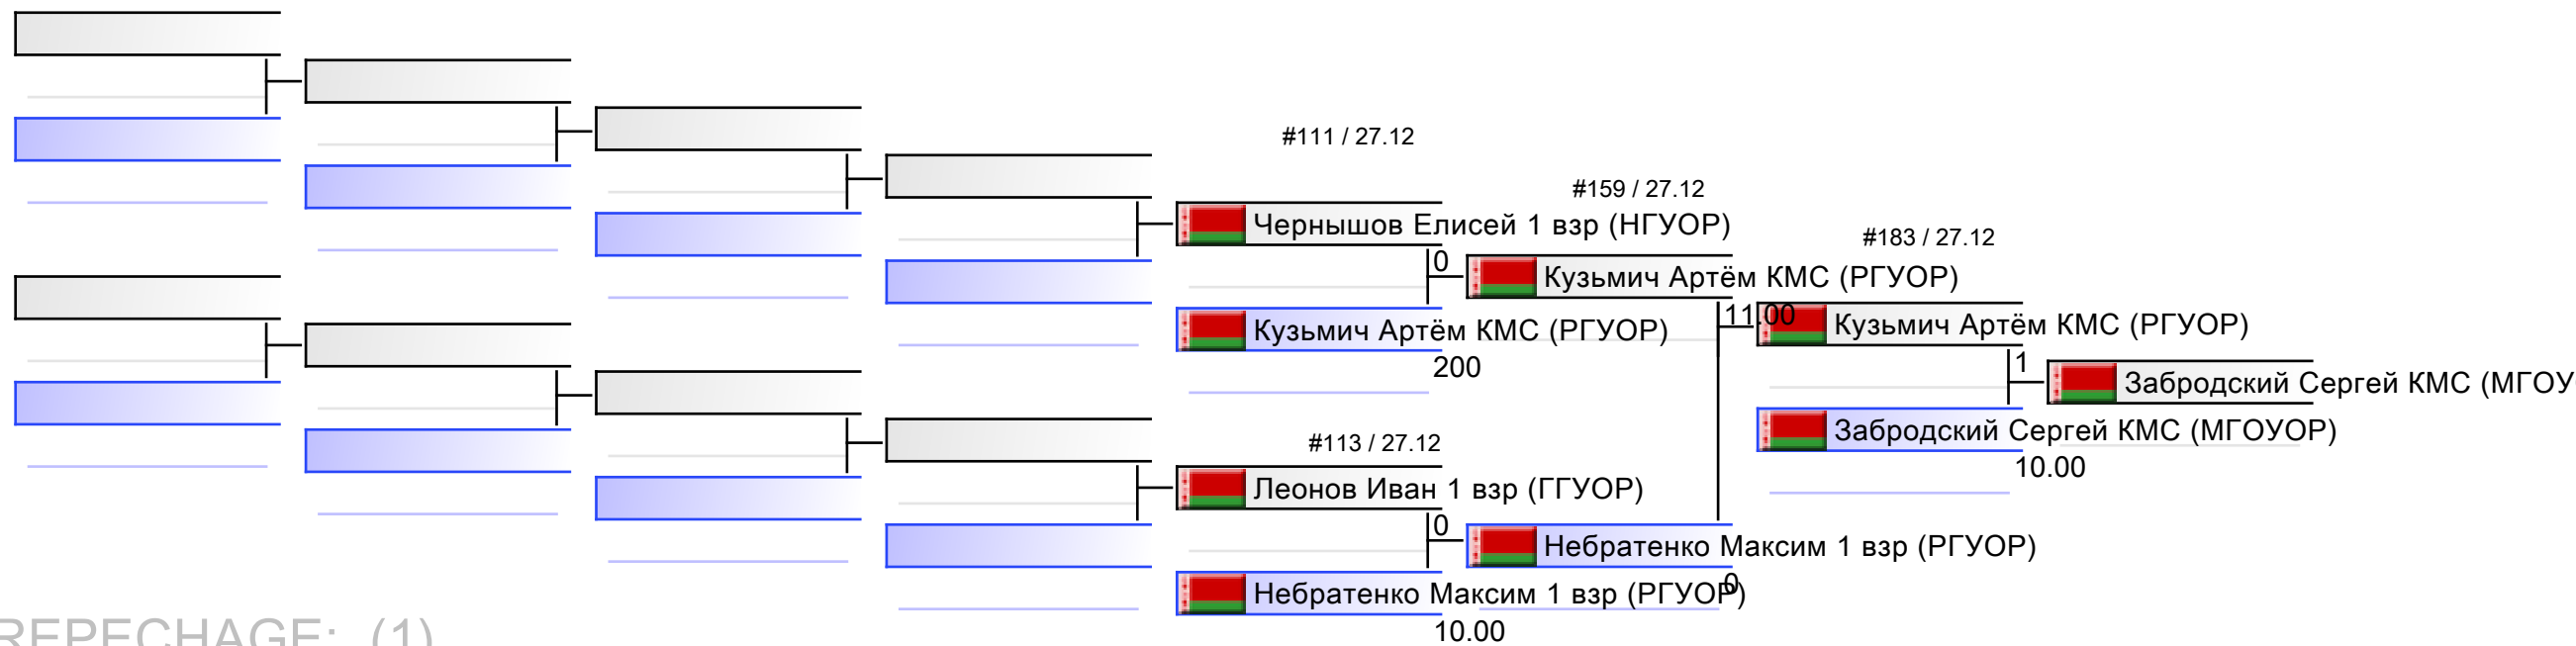 #111 / 27.12
#159 / 27.12
Чернышов Елисей 1 взр (НГУОР)
#183 / 27.12
0
Кузьмич Артём КМС (РГУОР)
11.00
Кузьмич Артём КМС (РГУОР)
Кузьмич Артём КМС (РГУОР)
200
1
Забродский Сергей КМС (МГОУ
Забродский Сергей КМС (МГОУОР)
#113 / 27.12
10.00
Леонов Иван 1 взр (ГГУОР)
0
Небратенко Максим 1 взр (РГУОР)
0
Небратенко Максим 1 взр (РГУОР)
10.00
REPECHAGE: (1)